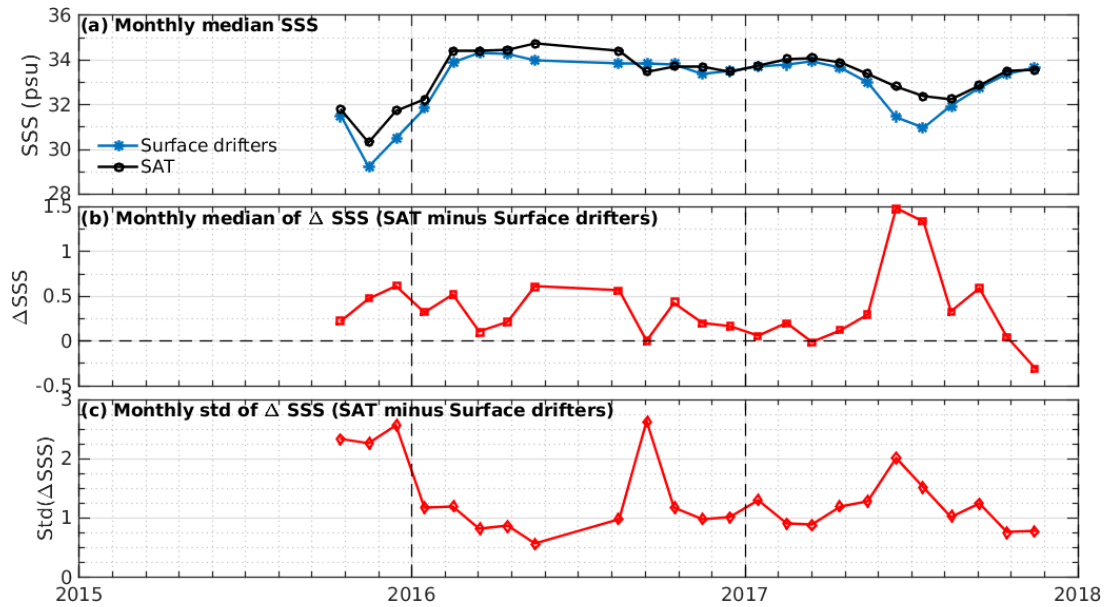 36
(a) Monthly median SSS
34
32
30
28
SSS (psu)
Surface drifters
SAT
1.5
(b) Monthly median of Δ SSS (SAT minus Surface drifters)
1
0.5
0
-0.5
ΔSSS
3
(c) Monthly std of Δ SSS (SAT minus Surface drifters)
2
1
0
Std(ΔSSS)
2015 2016 2017 2018